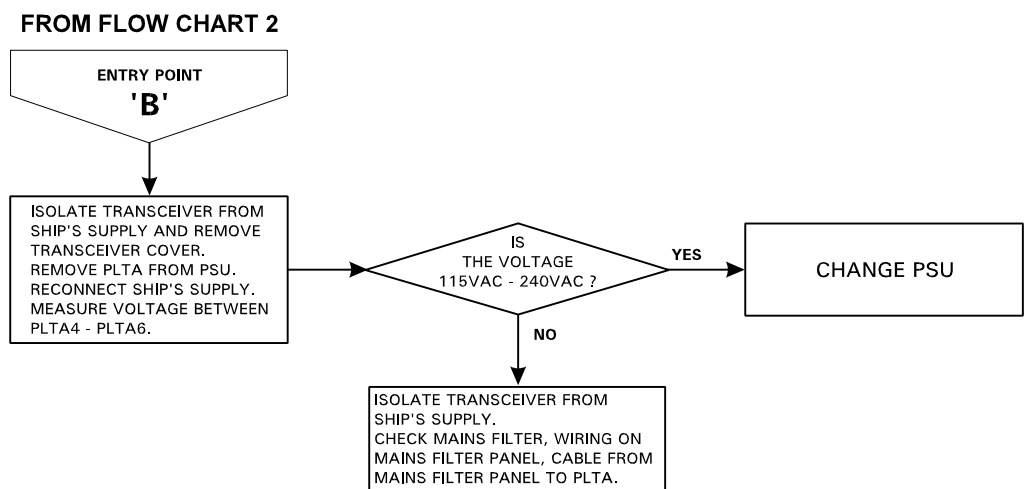 FROM FLOW CHART 2
ENTRY POINT
'B'
ISOLATE TRANSCEIVER FROM
SHIP'S SUPPLY AND REMOVE
TRANSCEIVER COVER.
REMOVE PLTA FROM PSU.
RECONNECT SHIP'S SUPPLY.
MEASURE VOLTAGE BETWEEN
PLTA4 - PLTA6.
IS
THE VOLTAGE
115VAC - 240VAC ?
YES
CHANGE PSU
NO
ISOLATE TRANSCEIVER FROM
SHIP'S SUPPLY.
CHECK MAINS FILTER, WIRING ON
MAINS FILTER PANEL, CABLE FROM
MAINS FILTER PANEL TO PLTA.